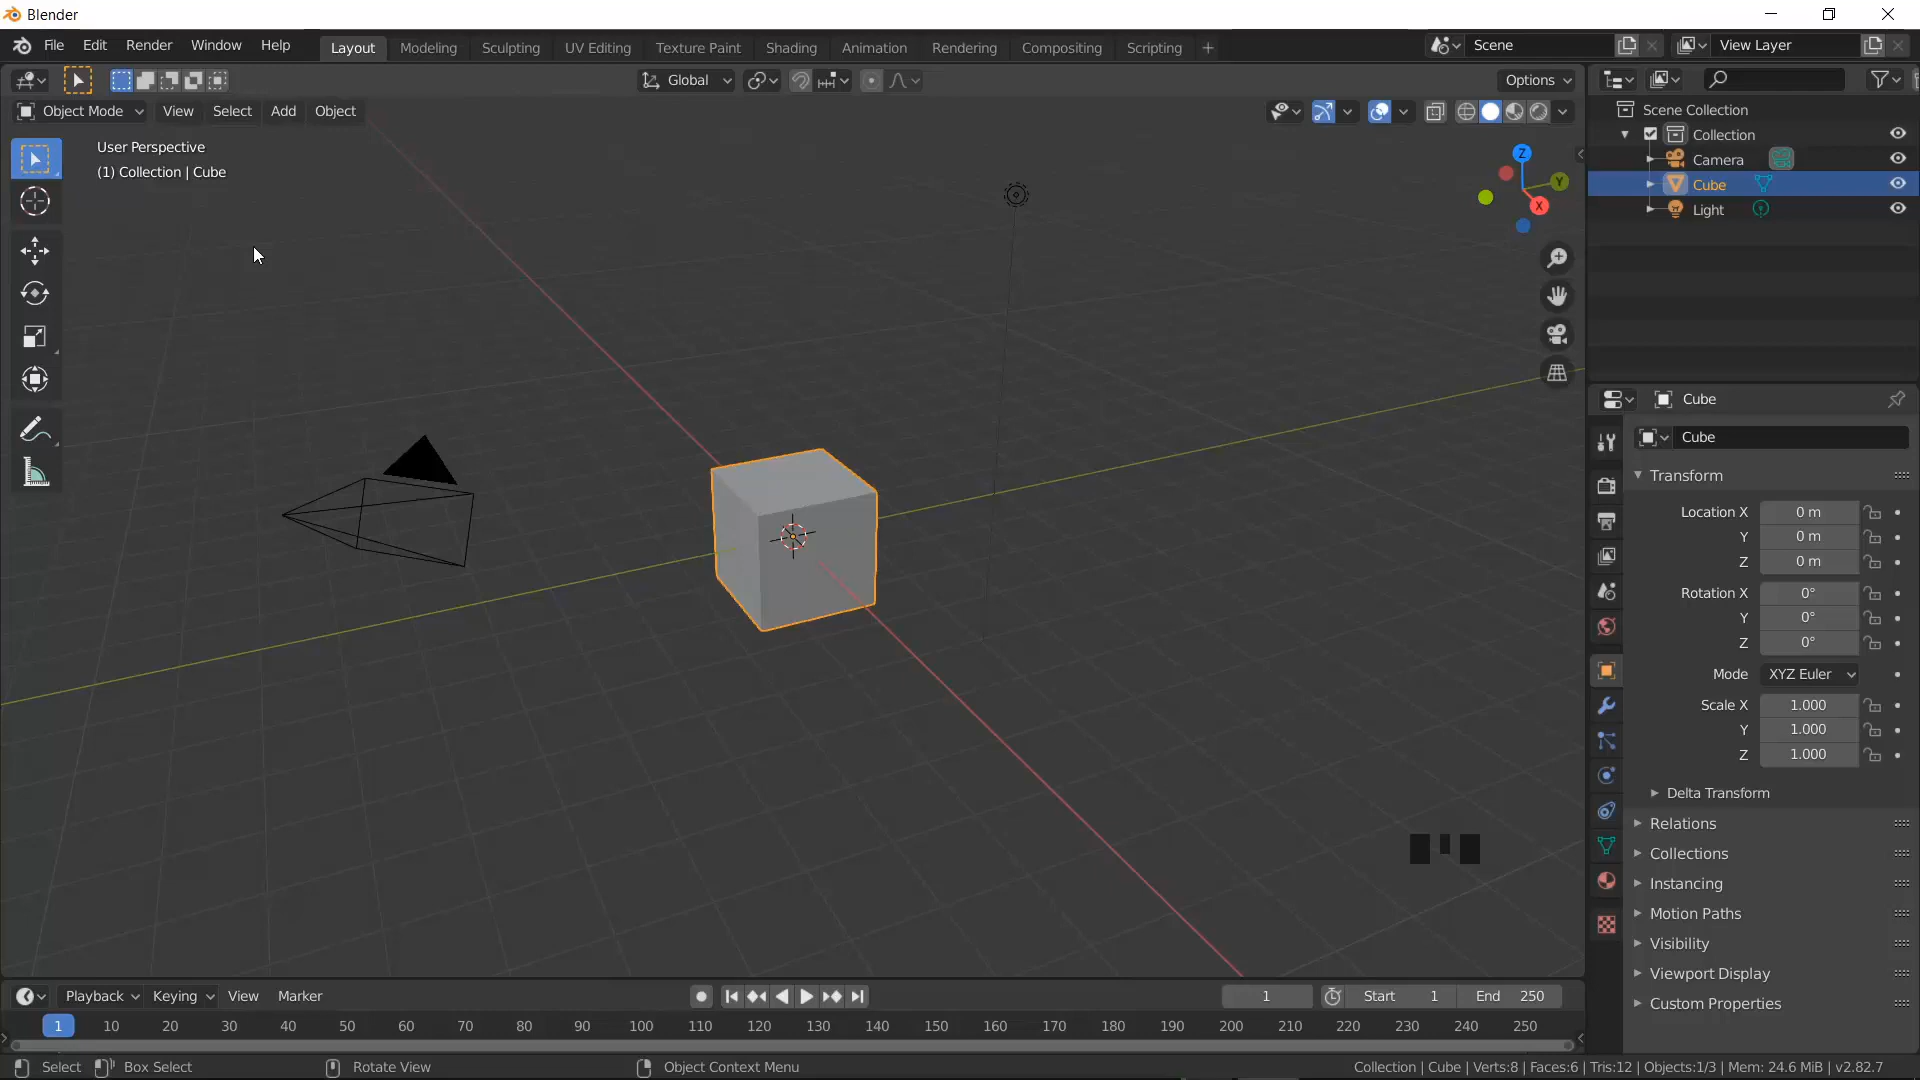 Blender
File Edit Render Window Help Layout Modeling Sculpting UV Editing Texture Paint Shading Animation Rendering Compositing Scripting + Scene View Layer
Global Options
Object Mode View Select Add Object
User Perspective
(1) Collection | Cube
Z
Y
X
Scene Collection
Collection
Camera
Cube
Light
Cube
Cube
Transform
Location X 0 m
Y 0 m
Z 0 m
Rotation X 0°
Y 0°
Z 0°
Mode XYZ Euler
Scale X 1.000
Y 1.000
Z 1.000
Delta Transform
Relations
Collections
Instancing
Motion Paths
Visibility
Viewport Display
Custom Properties
Playback Keying View Marker 1 Start 1 End 250
1 10 20 30 40 50 60 70 80 90 100 110 120 130 140 150 160 170 180 190 200 210 220 230 240 250
Select Box Select Rotate View Object Context Menu Collection | Cube | Verts:8 | Faces:6 | Tris:12 | Objects:1/3 | Mem: 24.6 MiB | v2.82.7